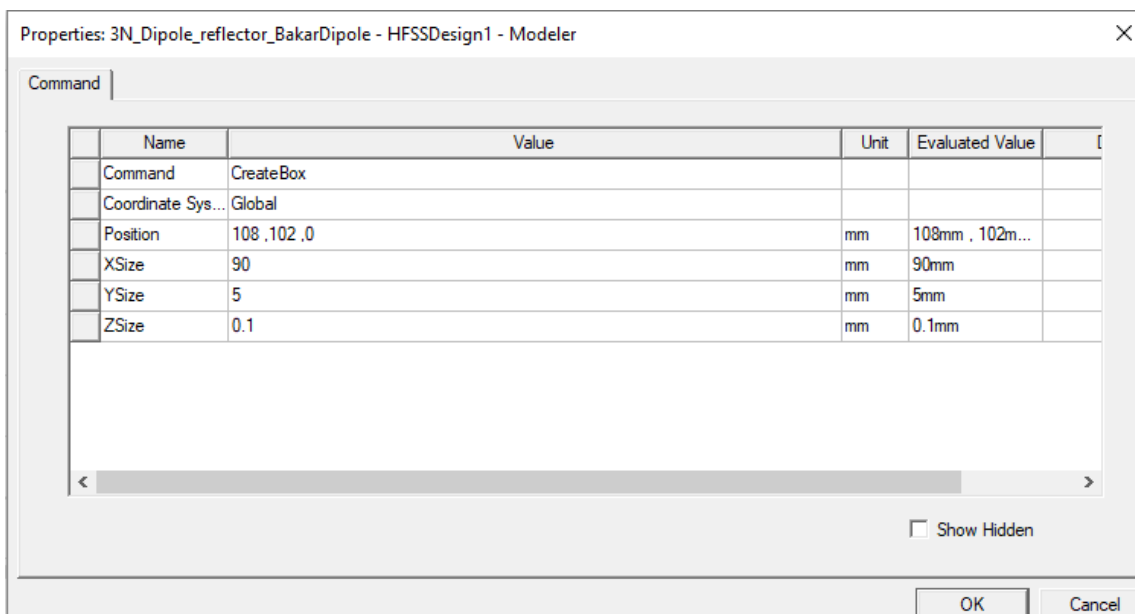 Properties: 3N_Dipole_reflector_BakarDipole - HFSSDesign1 - Modeler
Command
Name Value Unit Evaluated Value
Command CreateBox
Coordinate Sys... Global
Position 108 ,102 ,0 mm 108mm , 102m...
XSize 90 mm 90mm
YSize 5 mm 5mm
ZSize 0.1 mm 0.1mm
Show Hidden
OK Cancel